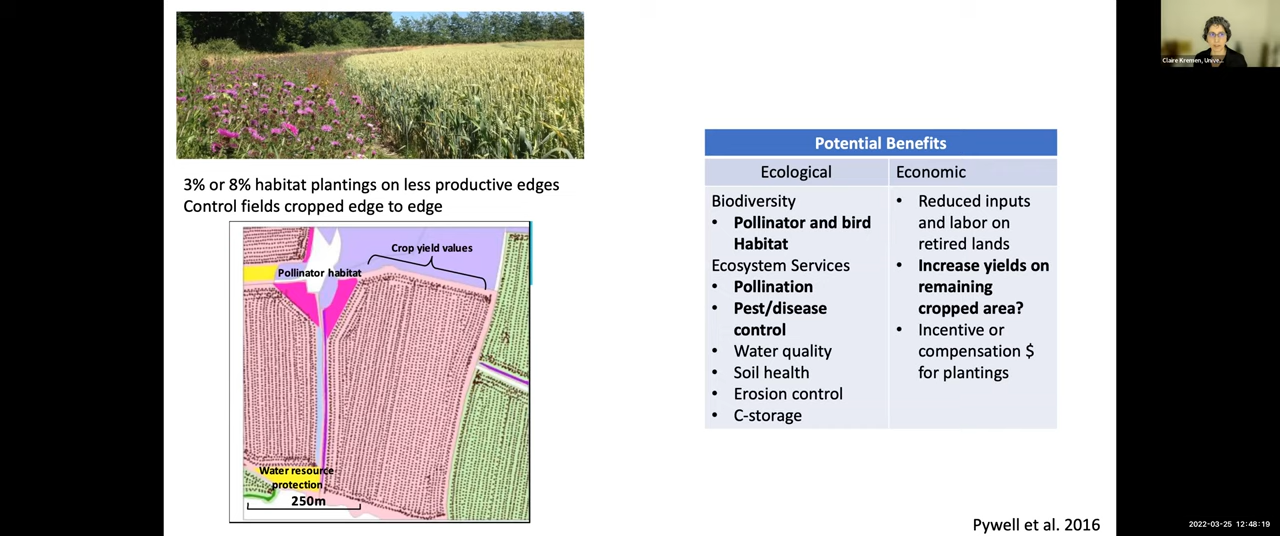 3% or 8% habitat plantings on less productive edges
Control fields cropped edge to edge
Crop yield values
Pollinator habitat
Water resource
protection
250m
Potential Benefits
Ecological
Economic
Biodiversity
• Pollinator and bird
Habitat
Ecosystem Services
• Pollination
• Pest/disease
control
• Water quality
• Soil health
• Erosion control
• C-storage
• Reduced inputs
and labor on
retired lands
• Increase yields on
remaining
cropped area?
• Incentive or
compensation $
for plantings
Pywell et al. 2016
Claire Kremen, Unive...
2022-03-25 12:48:19